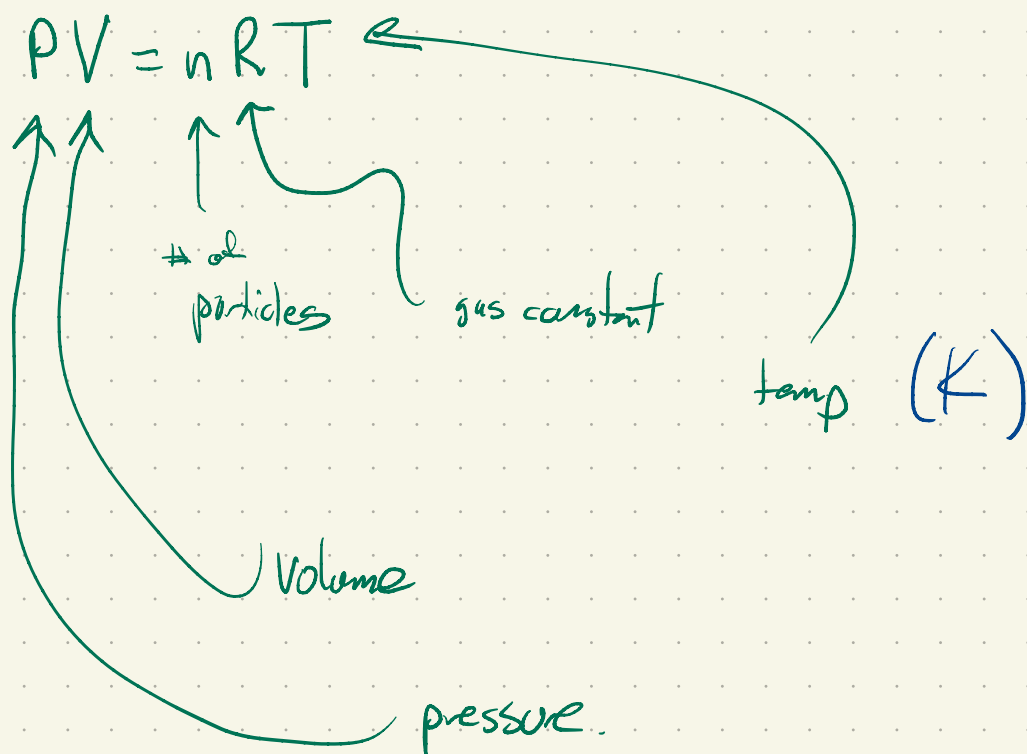 PV = nRT
# of
particles
gas constant
temp (K)
volume
pressure.